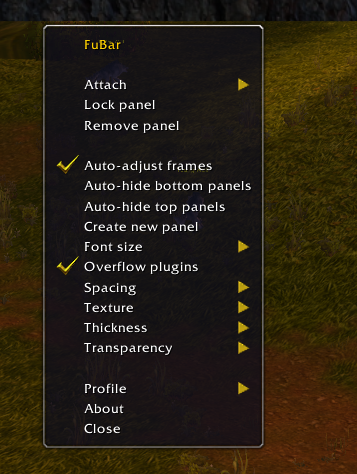 FuBar
Attach
Lock panel
Remove panel
Auto-adjust frames
Auto-hide bottom panels
Auto-hide top panels
Create new panel
Font size
Overflow plugins
Spacing
Texture
Thickness
Transparency
Profile
About
Close